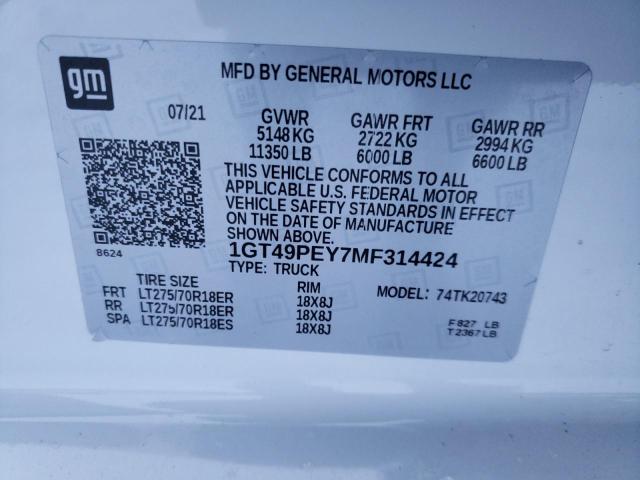 gm
MFD BY GENERAL MOTORS LLC
07/21 GVWR GAWR FRT GAWR RR
5148 KG 2722 KG 2994 KG
11350 LB 6000 LB 6600 LB
THIS VEHICLE CONFORMS TO ALL
APPLICABLE U.S. FEDERAL MOTOR
VEHICLE SAFETY STANDARDS IN EFFECT
ON THE DATE OF MANUFACTURE
SHOWN ABOVE.
8624
1GT49PEY7MF314424
TYPE: TRUCK
TIRE SIZE RIM MODEL: 74TK20743
FRT LT275/70R18ER 18X8J
RR LT275/70R18ER 18X8J
SPA LT275/70R18ES 18X8J
F 827 LB
T 2367 LB